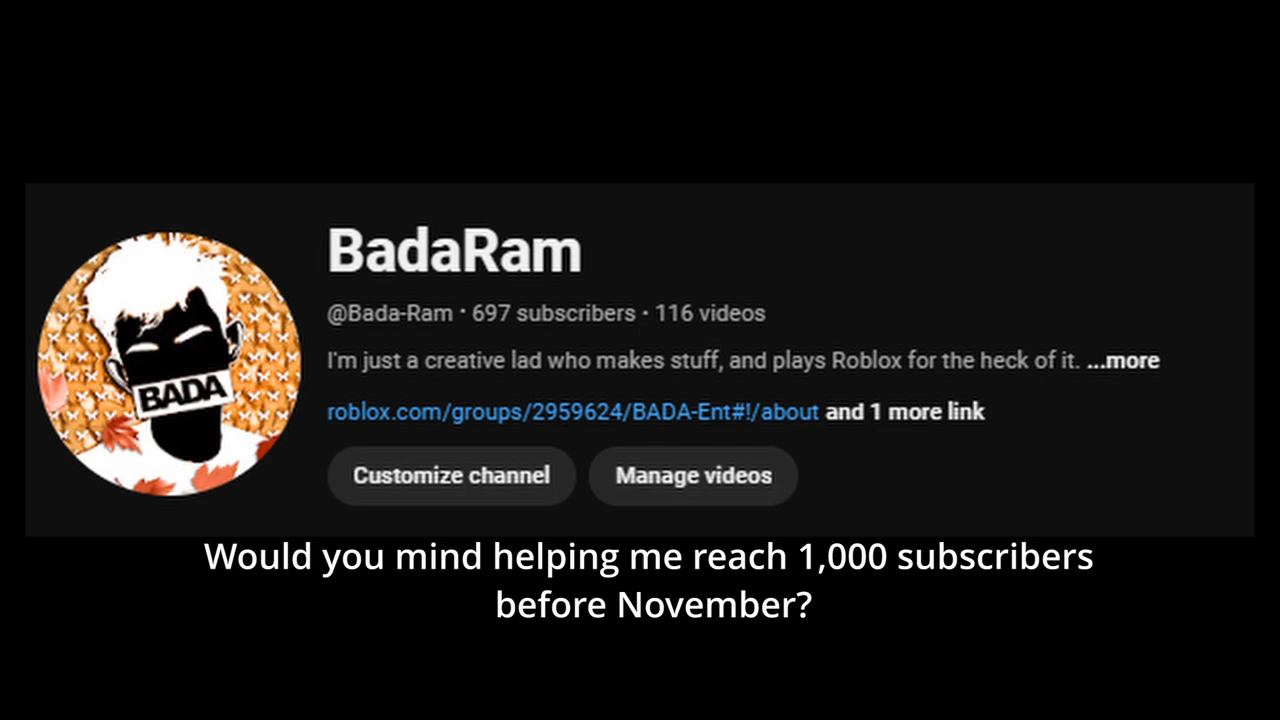 BadaRam
@Bada-Ram • 697 subscribers • 116 videos
I'm just a creative lad who makes stuff, and plays Roblox for the heck of it. ...more
BADA
roblox.com/groups/2959624/BADA-Ent#!/about and 1 more link
Customize channel Manage videos
Would you mind helping me reach 1,000 subscribers
before November?